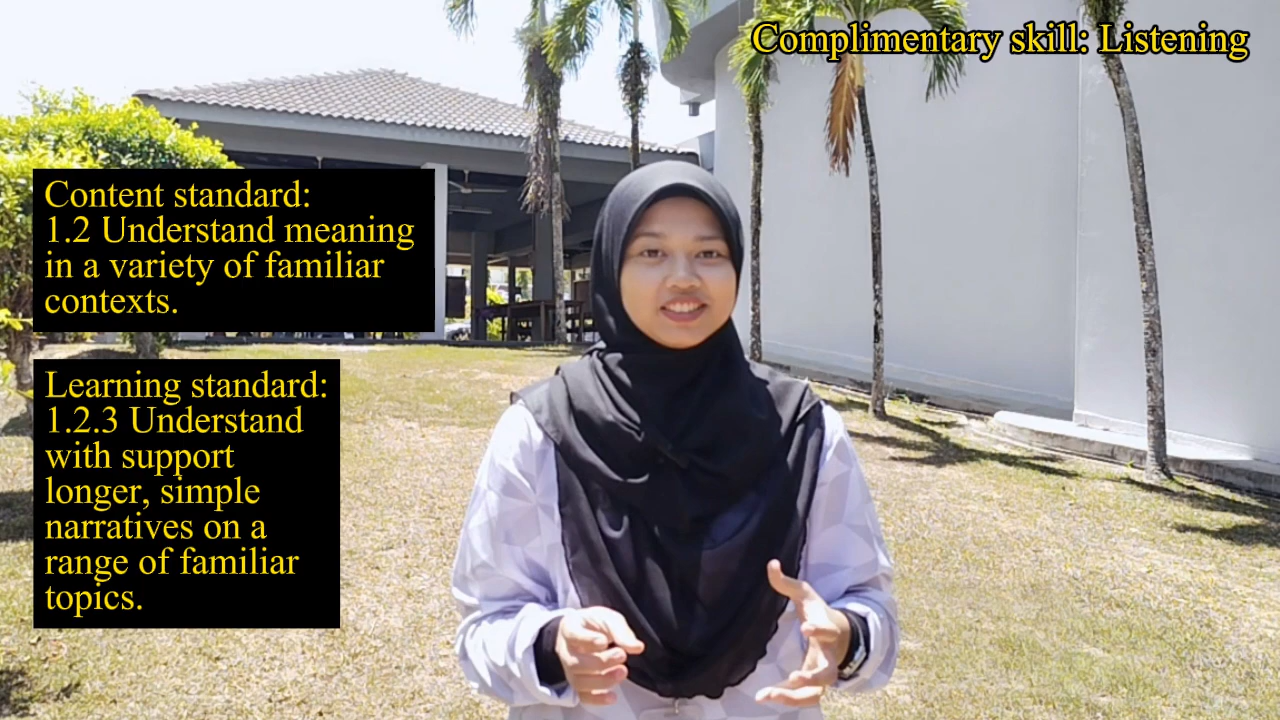 Complimentary skill: Listening
Content standard:
1.2 Understand meaning
in a variety of familiar
contexts.
Learning standard:
1.2.3 Understand
with support
longer, simple
narratives on a
range of familiar
topics.